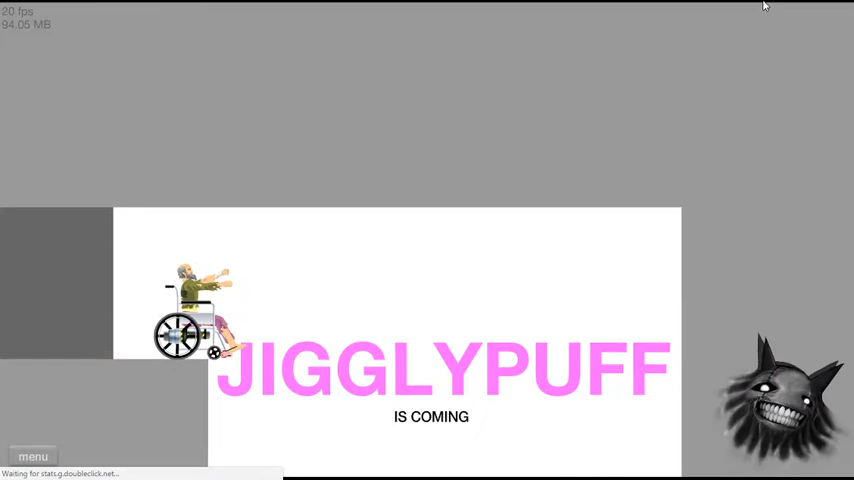 20 fps
94.05 MB
JIGGLYPUFF
IS COMING
menu
Waiting for stats.g.doubleclick.net...